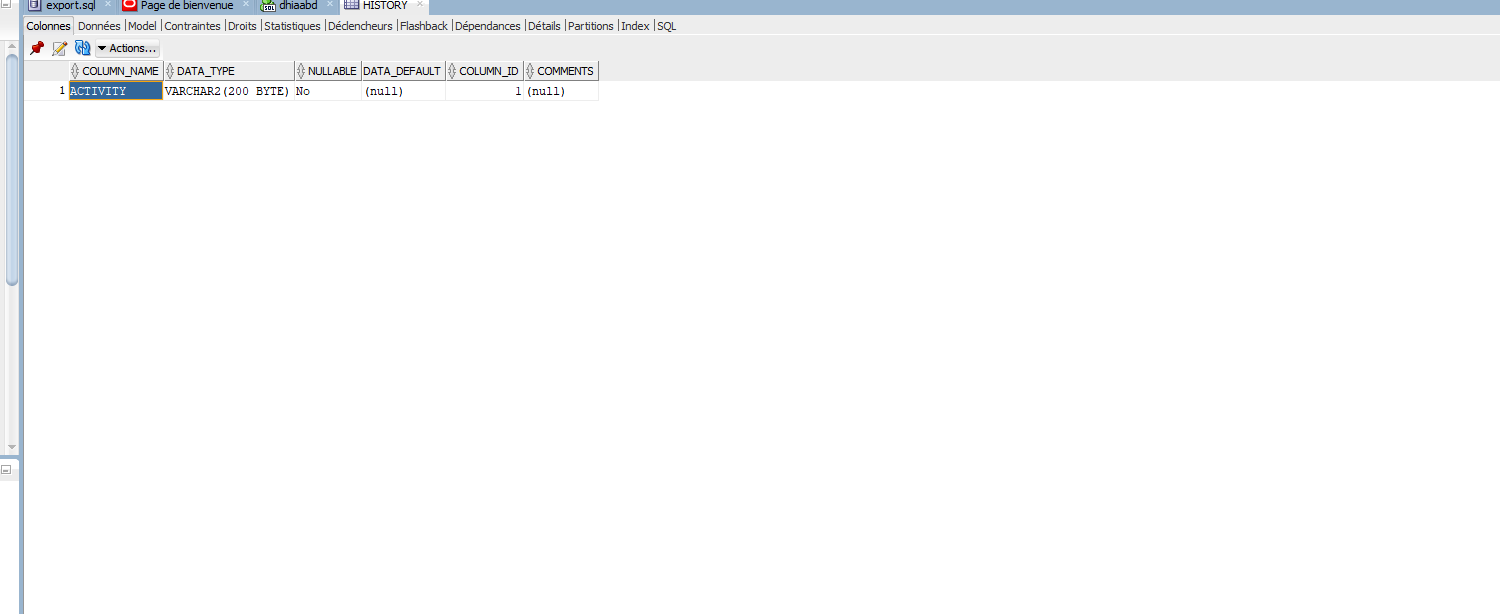 export.sql Page de bienvenue dhiaabd HISTORY
Colonnes Données Model Contraintes Droits Statistiques Déclencheurs Flashback Dépendances Détails Partitions Index SQL
Actions...
COLUMN_NAME DATA_TYPE NULLABLE DATA_DEFAULT COLUMN_ID COMMENTS
1 ACTIVITY VARCHAR2(200 BYTE) No (null) 1 (null)